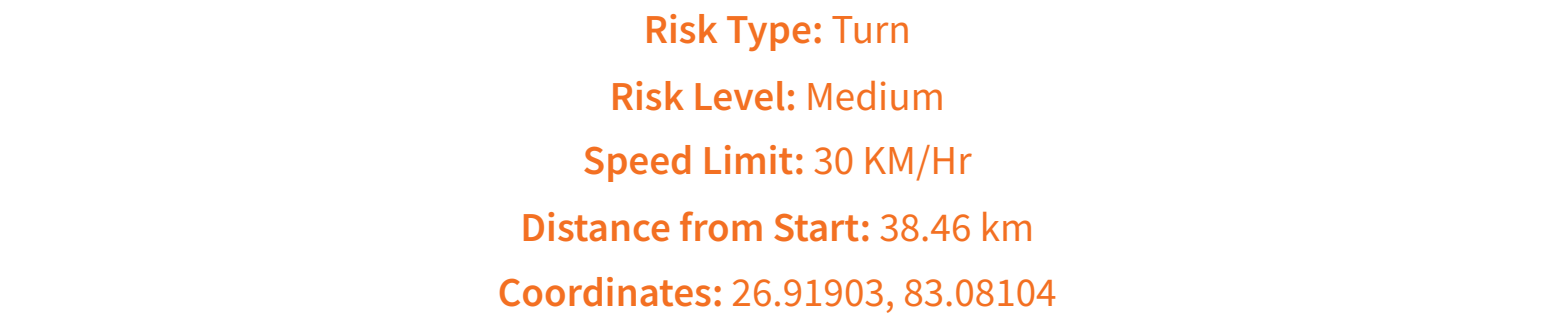 Risk Type: Turn
Risk Level: Medium
Speed Limit: 30 KM/Hr
Distance from Start: 38.46 km
Coordinates: 26.91903, 83.08104